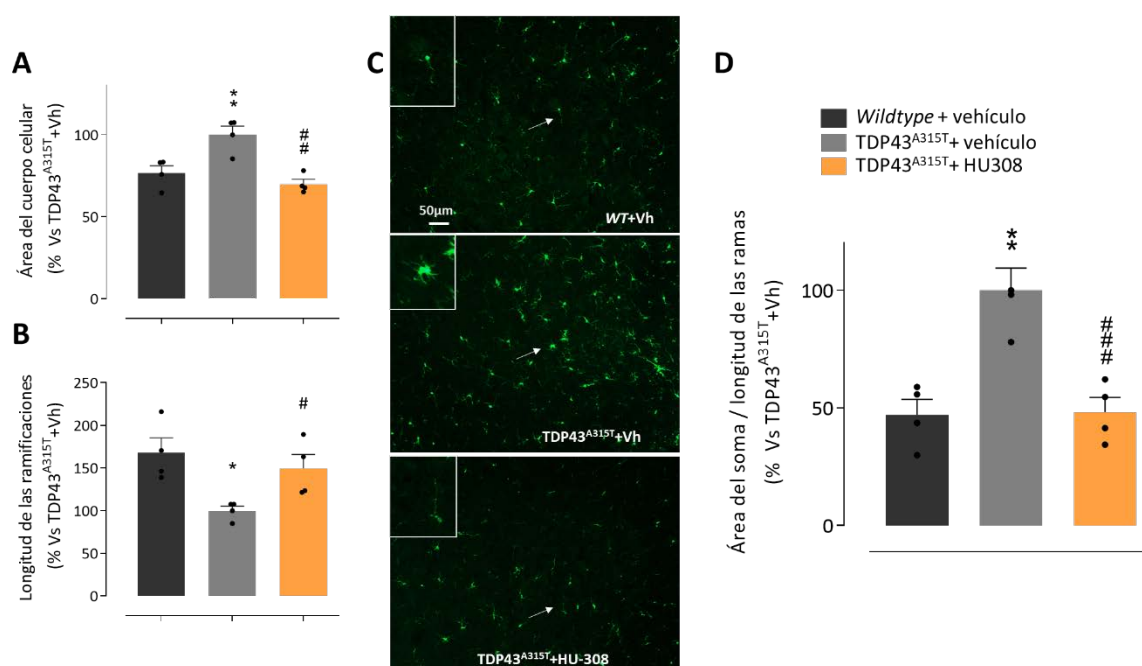 A
Área del cuerpo celular
(% Vs TDP43A315T+Vh)
100
50
0
*
*
#
#
B
Longitud de las ramificaciones
(% Vs TDP43A315T+Vh)
250
200
150
100
50
0
*
#
C
50µm
WT+Vh
TDP43A315T+Vh
TDP43A315T+HU-308
D
Wildtype + vehículo
TDP43A315T+ vehículo
TDP43A315T+ HU308
Área del soma / longitud de las ramas
(% Vs TDP43A315T+Vh)
100
50
0
*
*
#
#
#